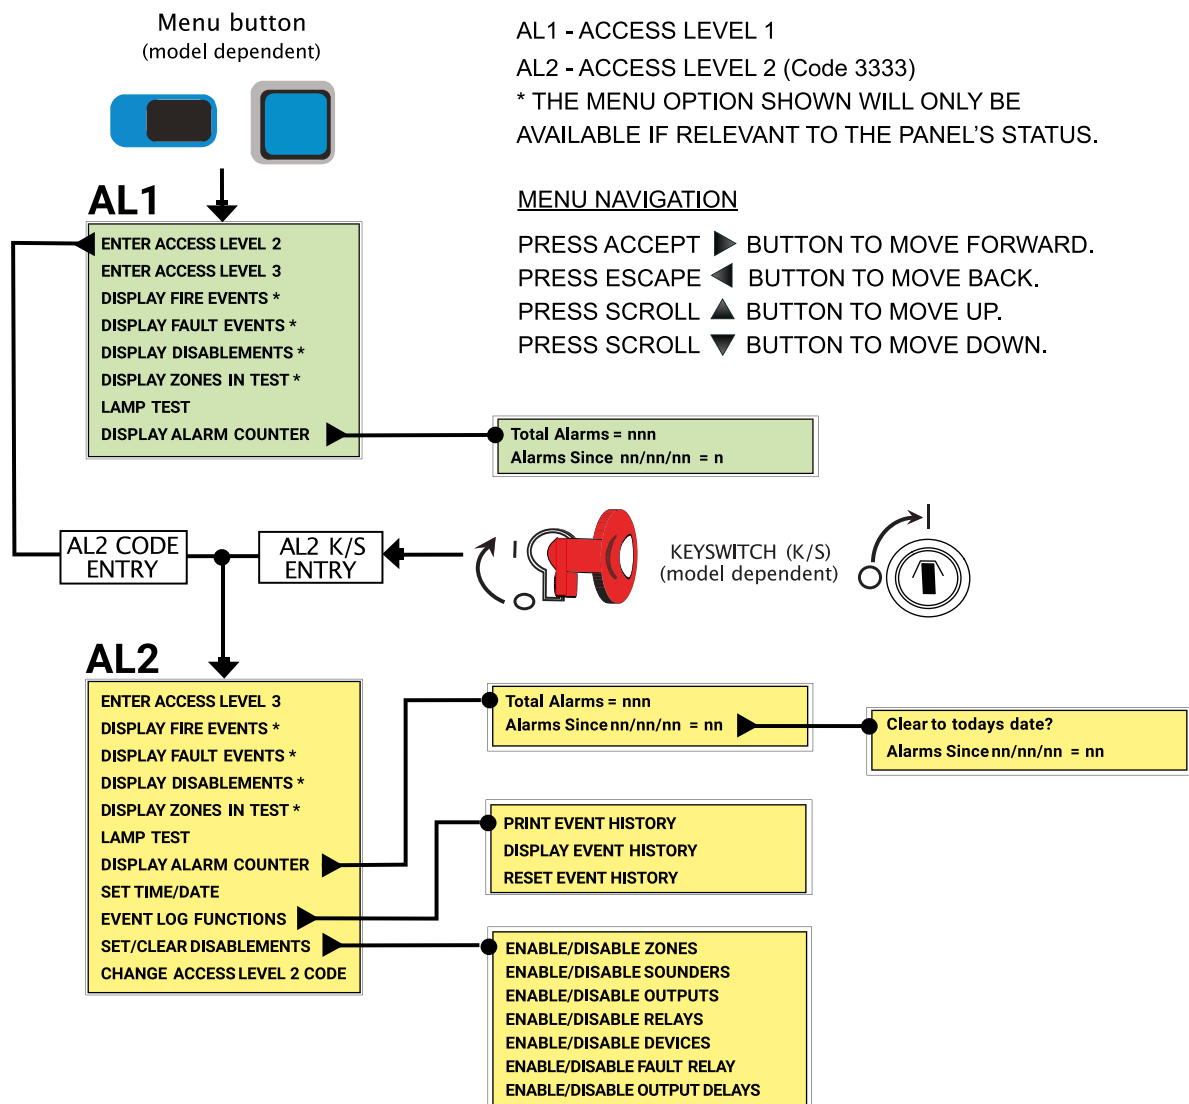 Menu button
(model dependent)
AL1 - ACCESS LEVEL 1
AL2 - ACCESS LEVEL 2 (Code 3333)
* THE MENU OPTION SHOWN WILL ONLY BE
AVAILABLE IF RELEVANT TO THE PANEL'S STATUS.
MENU NAVIGATION
PRESS ACCEPT ▶ BUTTON TO MOVE FORWARD.
PRESS ESCAPE ◀ BUTTON TO MOVE BACK.
PRESS SCROLL ▲ BUTTON TO MOVE UP.
PRESS SCROLL ▼ BUTTON TO MOVE DOWN.
AL1
ENTER ACCESS LEVEL 2
ENTER ACCESS LEVEL 3
DISPLAY FIRE EVENTS *
DISPLAY FAULT EVENTS *
DISPLAY DISABLEMENTS *
DISPLAY ZONES IN TEST *
LAMP TEST
DISPLAY ALARM COUNTER
Total Alarms = nnn
Alarms Since nn/nn/nn = n
AL2 CODE
ENTRY
AL2 K/S
ENTRY
KEYSWITCH (K/S)
(model dependent)
AL2
ENTER ACCESS LEVEL 3
DISPLAY FIRE EVENTS *
DISPLAY FAULT EVENTS *
DISPLAY DISABLEMENTS *
DISPLAY ZONES IN TEST *
LAMP TEST
DISPLAY ALARM COUNTER
SET TIME/DATE
EVENT LOG FUNCTIONS
SET/CLEAR DISABLEMENTS
CHANGE ACCESS LEVEL 2 CODE
Total Alarms = nnn
Alarms Since nn/nn/nn = nn
Clear to todays date?
Alarms Since nn/nn/nn = nn
PRINT EVENT HISTORY
DISPLAY EVENT HISTORY
RESET EVENT HISTORY
ENABLE/DISABLE ZONES
ENABLE/DISABLE SOUNDERS
ENABLE/DISABLE OUTPUTS
ENABLE/DISABLE RELAYS
ENABLE/DISABLE DEVICES
ENABLE/DISABLE FAULT RELAY
ENABLE/DISABLE OUTPUT DELAYS